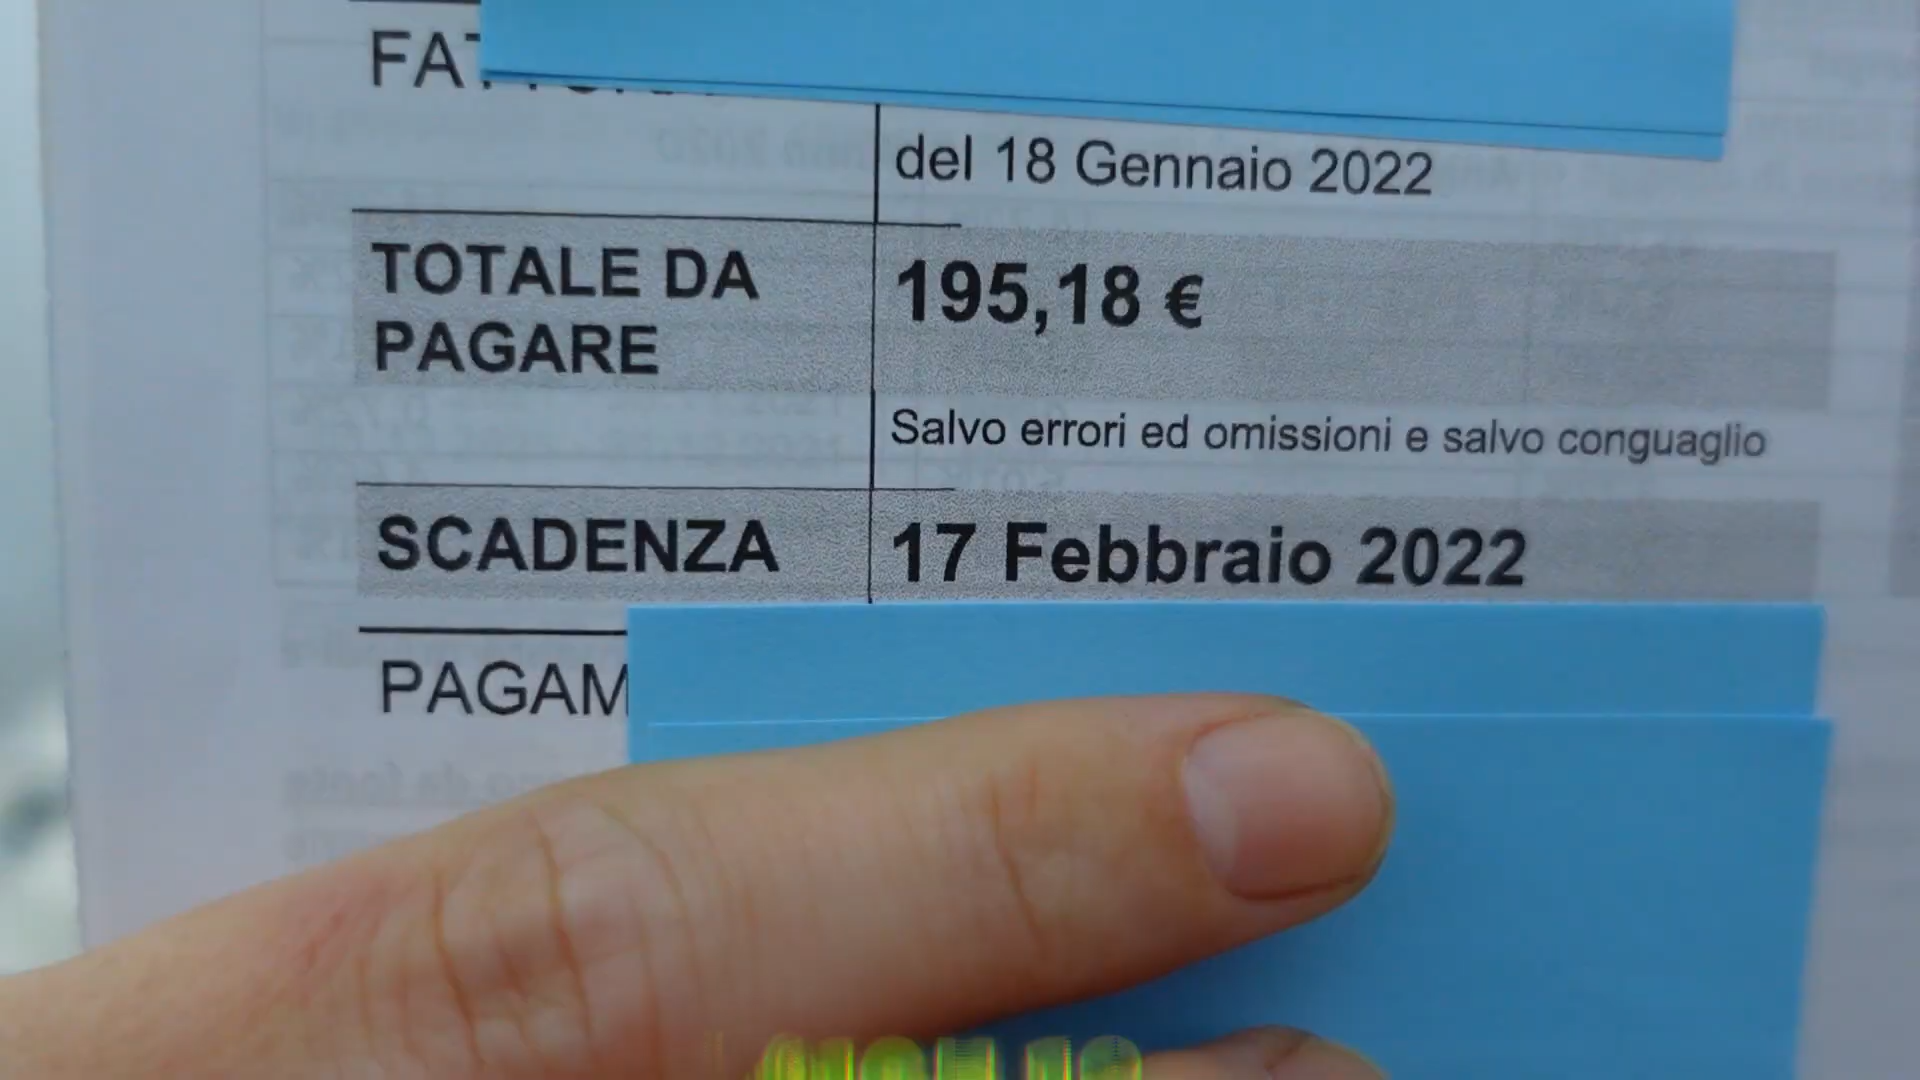 del 18 Gennaio 2022
TOTALE DA
PAGARE
195,18 €
Salvo errori ed omissioni e salvo conguaglio
SCADENZA
17 Febbraio 2022